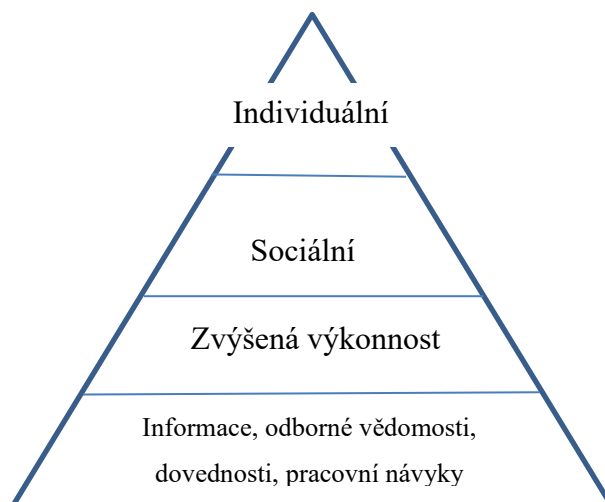 Individuální
Sociální
Zvýšená výkonnost
Informace, odborné vědomosti,
dovednosti, pracovní návyky